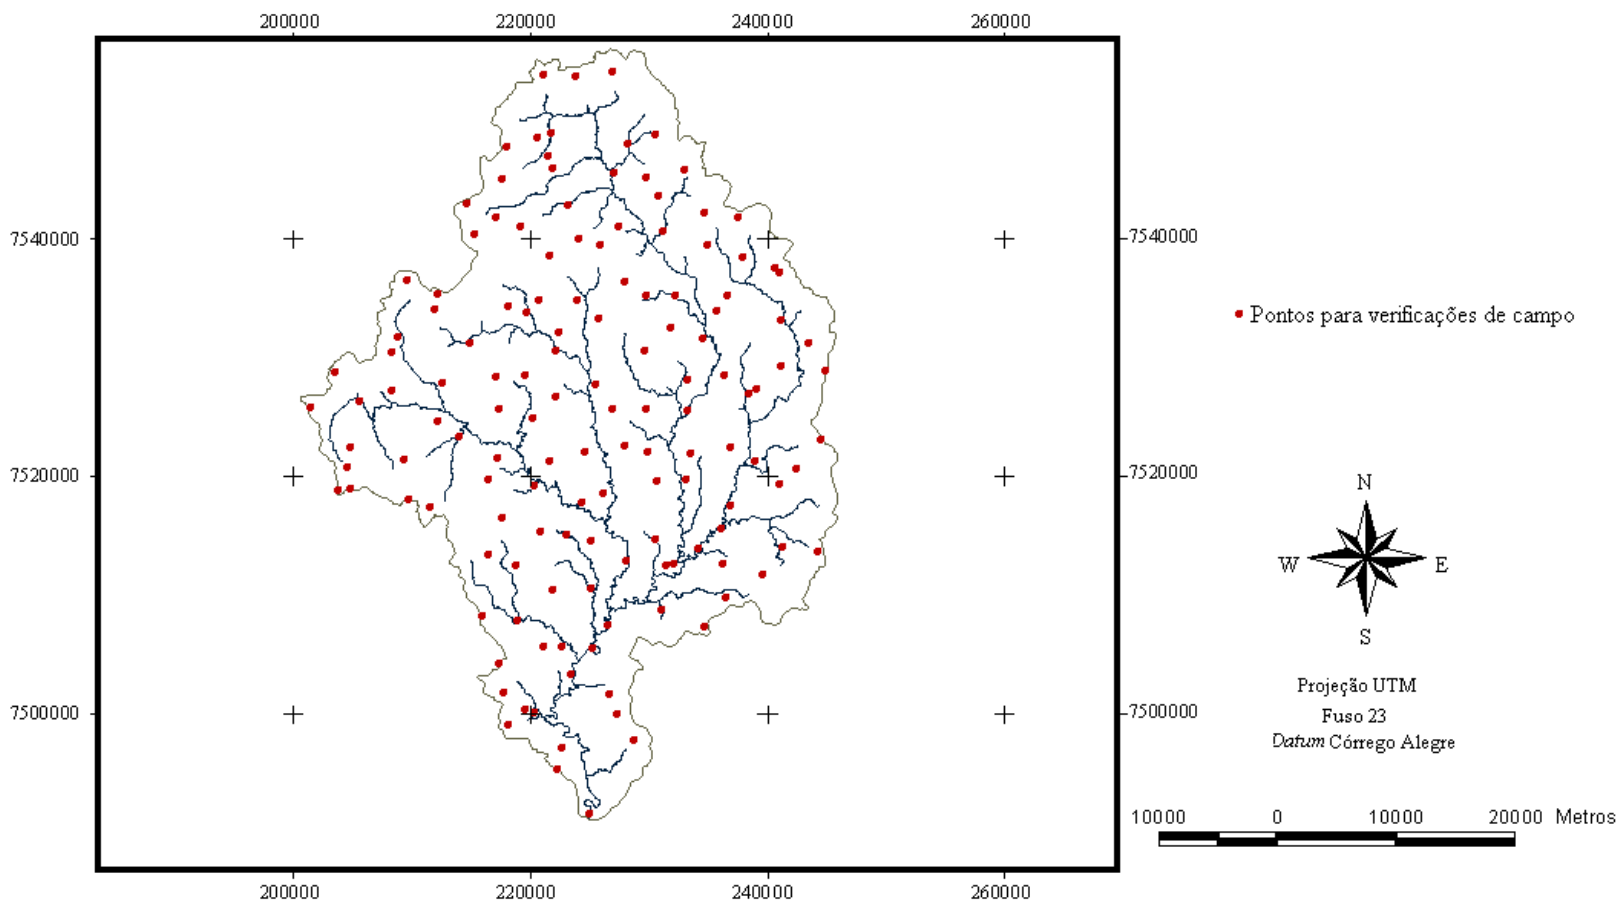 200000 220000 240000 260000
7540000 7540000
Pontos para verificações de campo
7520000 7520000
N
W E
S
Projeção UTM
7500000 7500000
Fuso 23
Datum Córrego Alegre
10000 0 10000 20000 Metros
200000 220000 240000 260000